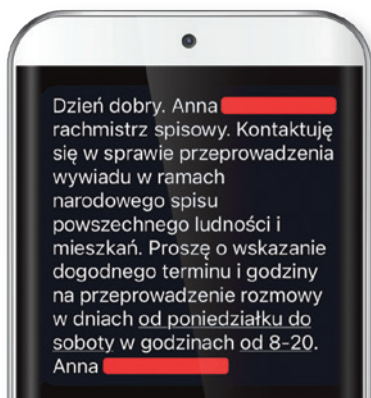 Dzień dobry. Anna
rachmistrz spisowy. Kontaktuję
się w sprawie przeprowadzenia
wywiadu w ramach
narodowego spisu
powszechnego ludności i
mieszkań. Proszę o wskazanie
dogodnego terminu i godziny
na przeprowadzenie rozmowy
w dniach od poniedziałku do
soboty w godzinach od 8-20.
Anna